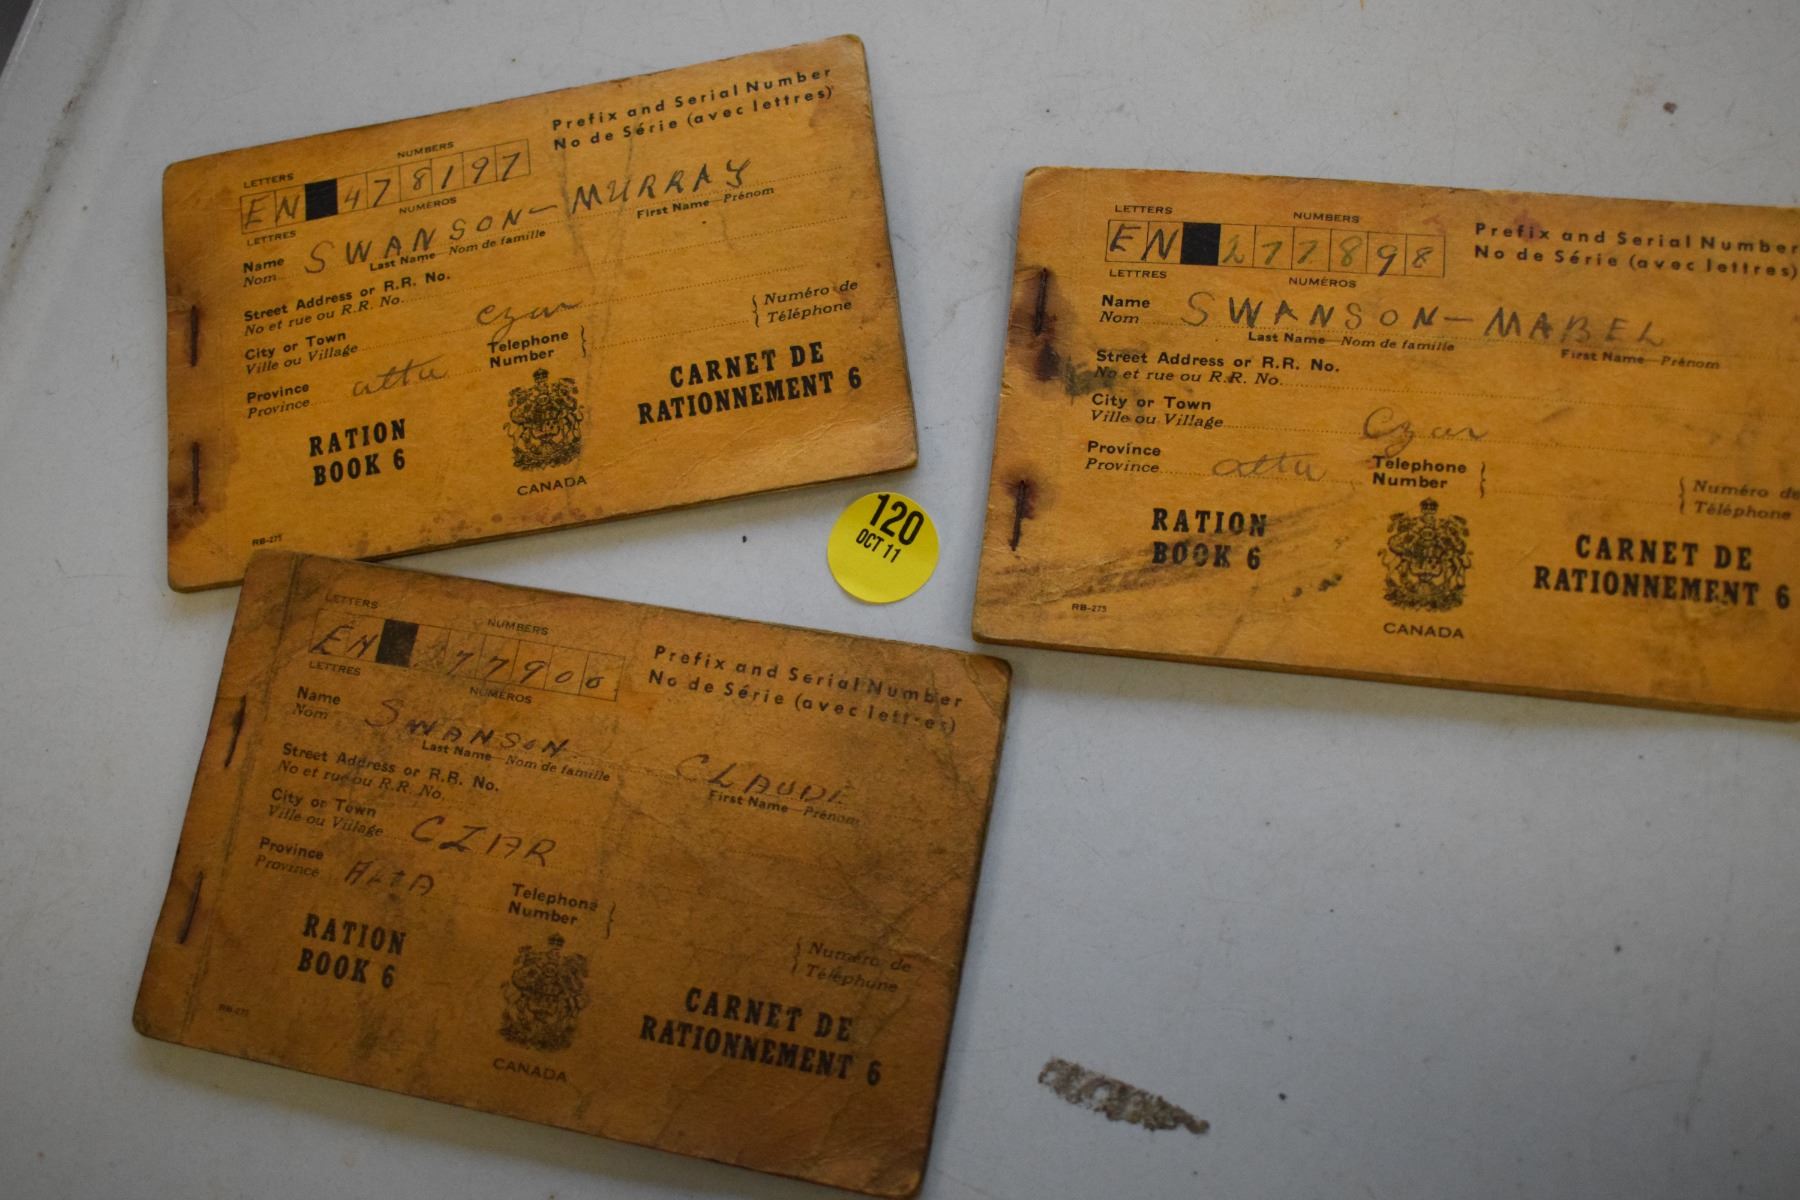 Prefix and Serial Number
No de Série (avec lettres)
LETTERS NUMBERS
EN 478197
LETTRES NUMÉROS
Name SWANSON - MURRAY
Nom Last Name Nom de famille First Name Prénom
Street Address or R.R. No.
No et rue ou R.R. No.
City or Town Czar
Ville ou Village
Telephone Number { } Numéro de Téléphone
Province alta
Province
RATION BOOK 6
CANADA
CARNET DE RATIONNEMENT 6
RB-275
LETTERS NUMBERS
EN 277898
LETTRES NUMÉROS
Prefix and Serial Number
No de Série (avec lettres)
Name SWANSON - MABEL
Nom Last Name Nom de famille First Name Prénom
Street Address or R.R. No.
No et rue ou R.R. No.
City or Town Czar
Ville ou Village
Province alta
Province
Telephone Number } { Numéro de Téléphone
RATION BOOK 6
CANADA
CARNET DE RATIONNEMENT 6
RB-275
120
OCT 11
LETTERS NUMBERS
EN 77900
LETTRES NUMÉROS
Prefix and Serial Number
No de Série (avec lettres)
Name SWANSON CLAUDE
Nom Last Name Nom de famille First Name Prénom
Street Address or R.R. No.
No et rue ou R.R. No.
City or Town CZAR
Ville ou Village
Province ALTA
Province
Telephone Number } { Numéro de Téléphone
RATION BOOK 6
CANADA
CARNET DE RATIONNEMENT 6
RB-275